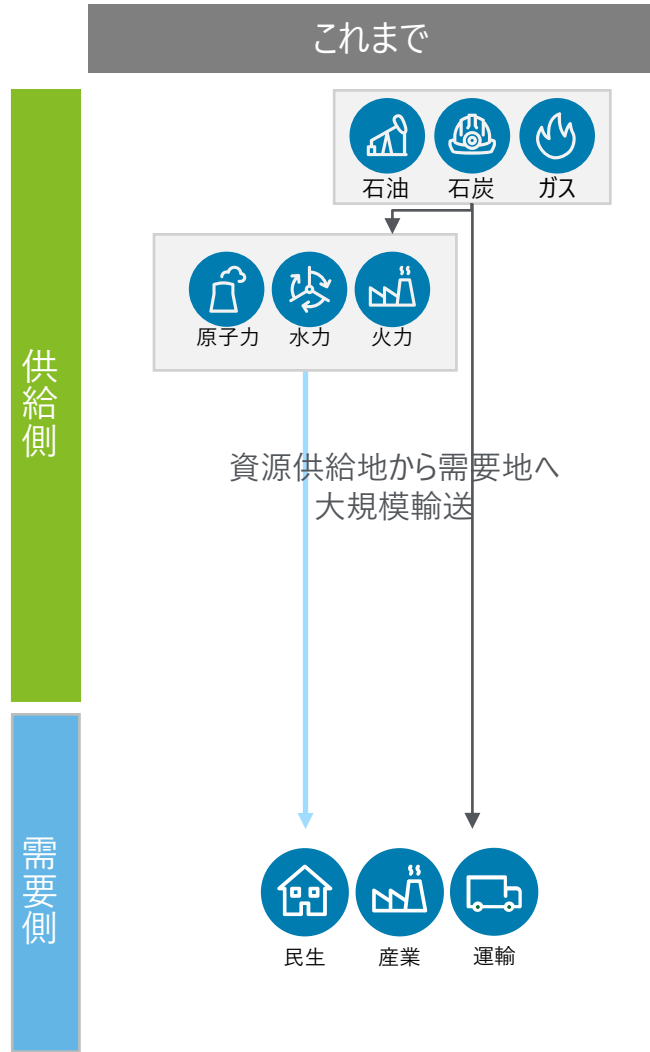 これまで
供給側
石油
石炭
ガス
原子力
水力
火力
資源供給地から需要地へ
大規模輸送
需要側
民生
産業
運輸